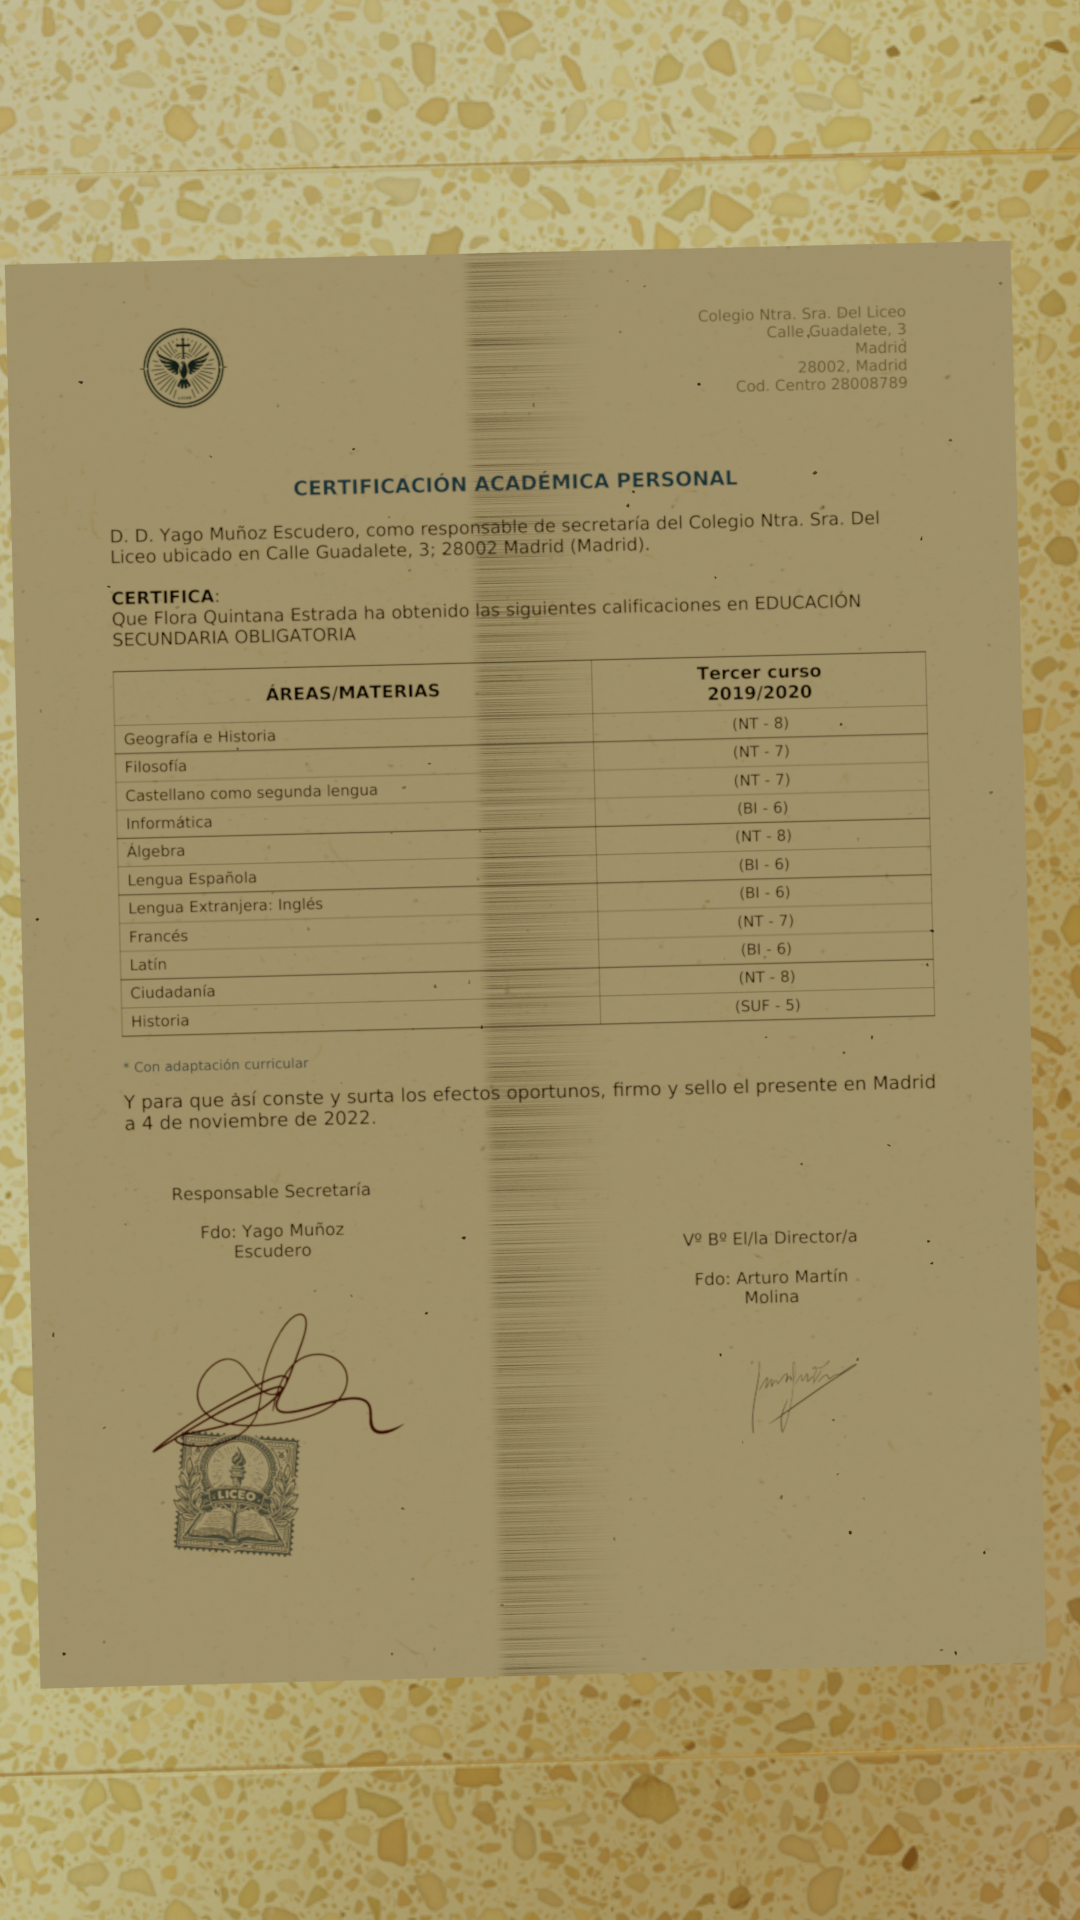 Colegio Ntra. Sra. Del Liceo
Calle Guadalete, 3
Madrid
28002, Madrid
Cod. Centro 28008789
CERTIFICACIÓN ACADÉMICA PERSONAL
D. D. Yago Muñoz Escudero, como responsable de secretaría del Colegio Ntra. Sra. Del
Liceo ubicado en Calle Guadalete, 3; 28002 Madrid (Madrid).
CERTIFICA:
Que Flora Quintana Estrada ha obtenido las siguientes calificaciones en EDUCACIÓN
SECUNDARIA OBLIGATORIA
ÁREAS/MATERIAS Tercer curso
2019/2020
Geografía e Historia (NT - 8)
Filosofía (NT - 7)
Castellano como segunda lengua (NT - 7)
Informática (BI - 6)
Álgebra (NT - 8)
Lengua Española (BI - 6)
Lengua Extranjera: Inglés (BI - 6)
Francés (NT - 7)
Latín (BI - 6)
Ciudadanía (NT - 8)
Historia (SUF - 5)
* Con adaptación curricular
Y para que así conste y surta los efectos oportunos, firmo y sello el presente en Madrid
a 4 de noviembre de 2022.
Responsable Secretaría
Fdo: Yago Muñoz
Escudero
Vº Bº El/la Director/a
Fdo: Arturo Martín
Molina
LICEO